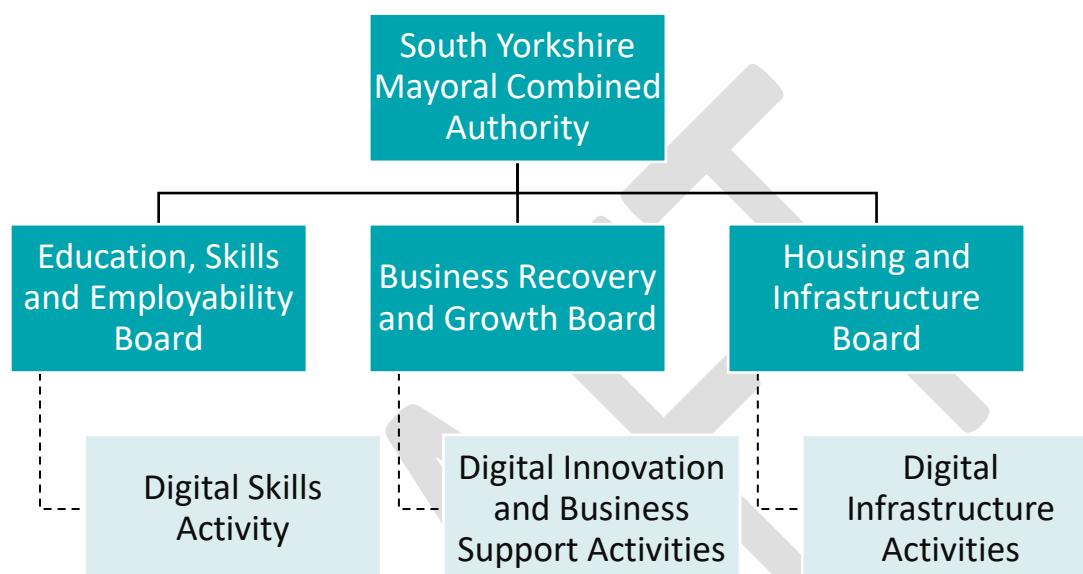 South Yorkshire
Mayoral Combined
Authority
Education, Skills
and Employability
Board
Business Recovery
and Growth Board
Housing and
Infrastructure
Board
Digital Skills
Activity
Digital Innovation
and Business
Support Activities
Digital
Infrastructure
Activities